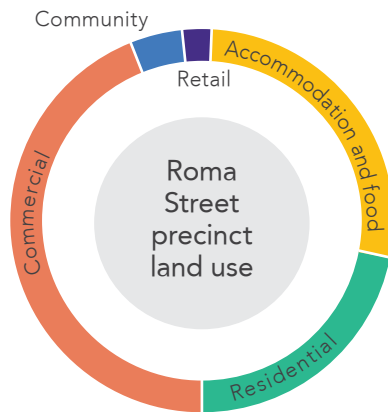 Community
Retail
Accommodation and food
Commercial
Roma
Street
precinct
land use
Residential